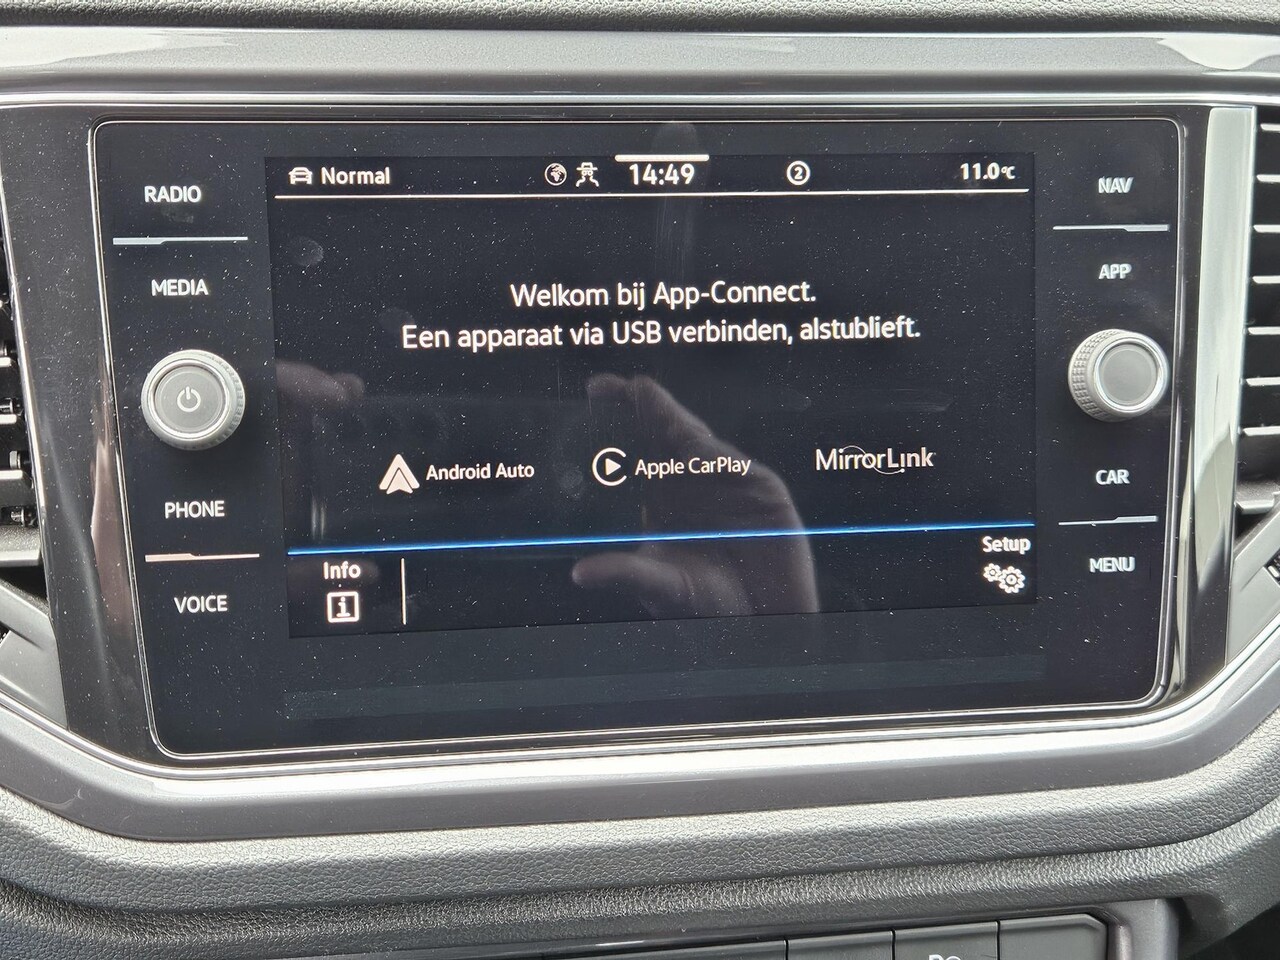 RADIO
MEDIA
PHONE
VOICE
Normal
14:49
2
11.0°C
Welkom bij App-Connect.
Een apparaat via USB verbinden, alstublieft.
Android Auto
Apple CarPlay
MirrorLink
Info
i
Setup
NAV
APP
CAR
MENU